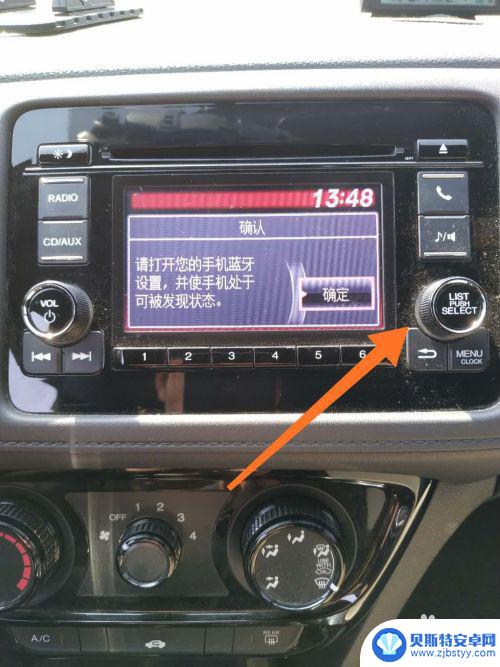 13:48
RADIO
确认
CD/AUX
请打开您的手机蓝牙
设置，并使手机处于
可被发现状态。
确定
VOL
LIST
PUSH
SELECT
1 2 3 4 5 6
MENU
CLOCK
OFF
1
2
3
4
USE
WITH
A/C
REAR
贝斯特安卓网
www.zjbstyy.com